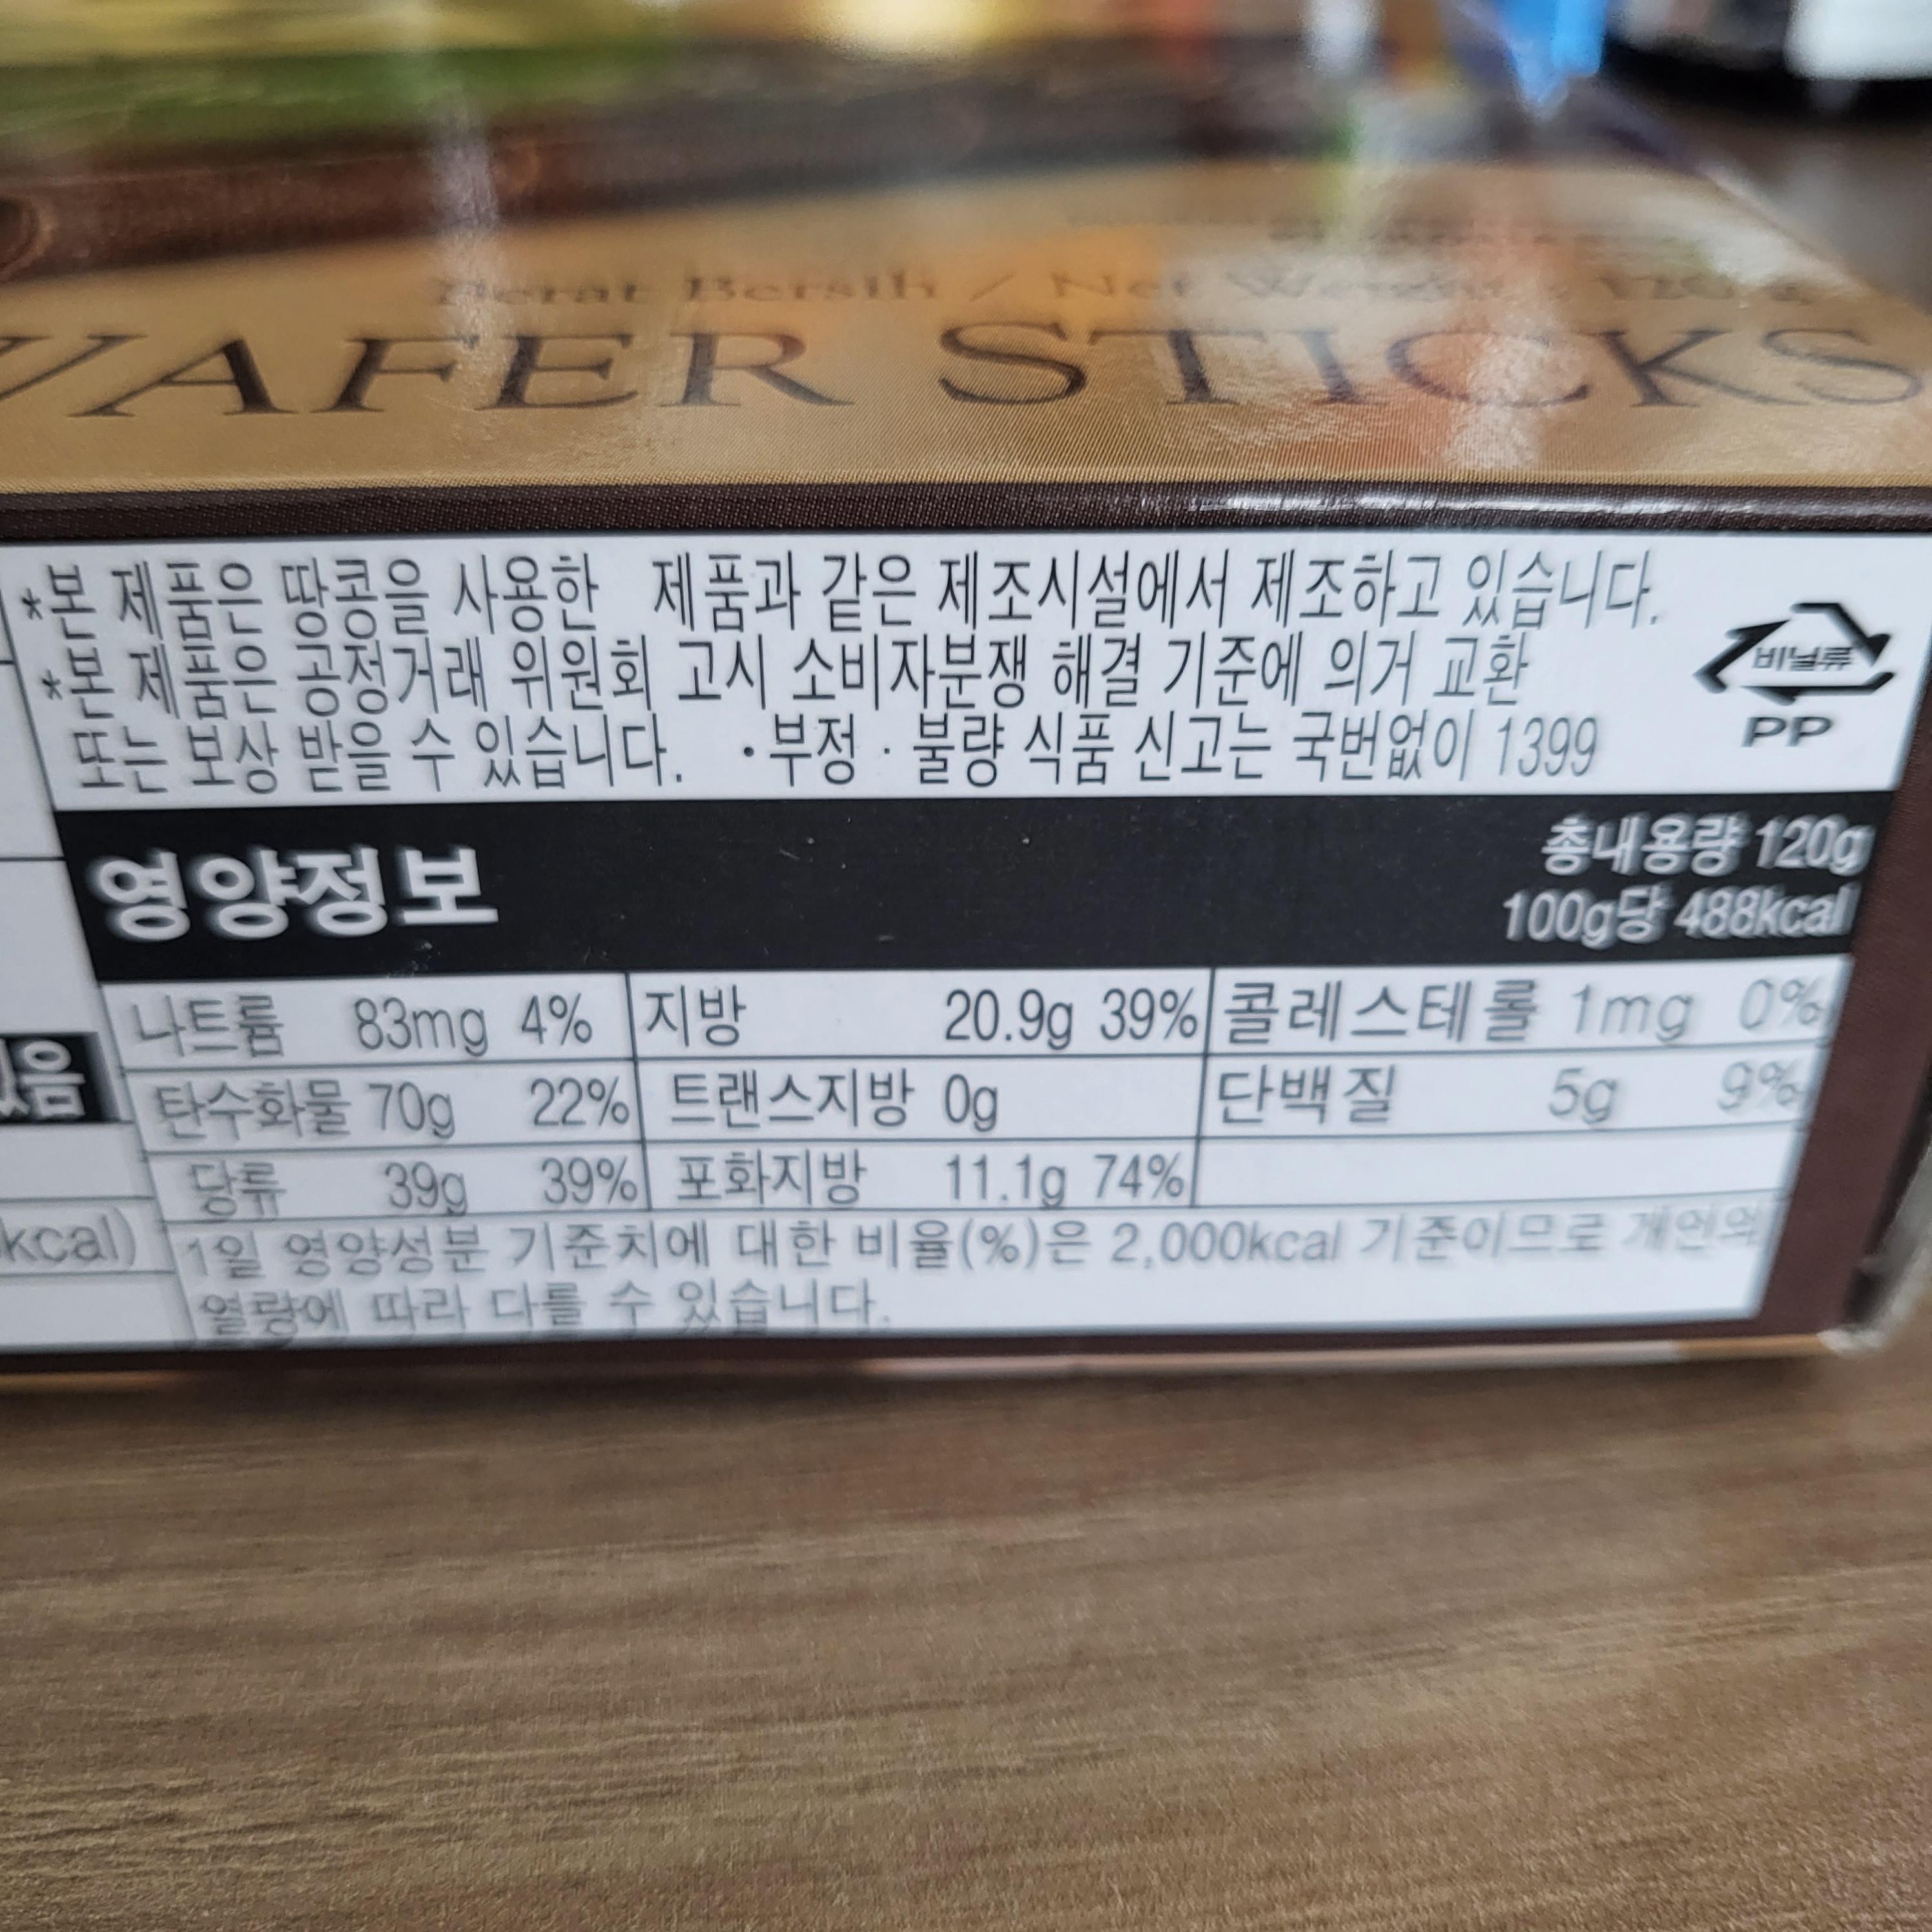 Berat Bersih / Net Weight
WAFER STICKS
*본 제품은 땅콩을 사용한 제품과 같은 제조시설에서 제조하고 있습니다.
*본 제품은 공정거래 위원회 고시 소비자분쟁 해결 기준에 의거 교환
또는 보상 받을 수 있습니다. •부정·불량 식품 신고는 국번없이 1399
비닐류
PP
영양정보
총내용량 120g
100g당 488kcal
나트륨 83mg 4% 지방 20.9g 39% 콜레스테롤 1mg 0%
탄수화물 70g 22% 트랜스지방 0g 단백질 5g 9%
당류 39g 39% 포화지방 11.1g 74%
1일 영양성분 기준치에 대한 비율(%)은 2,000kcal 기준이므로 개인의
열량에 따라 다를 수 있습니다.
kcal)